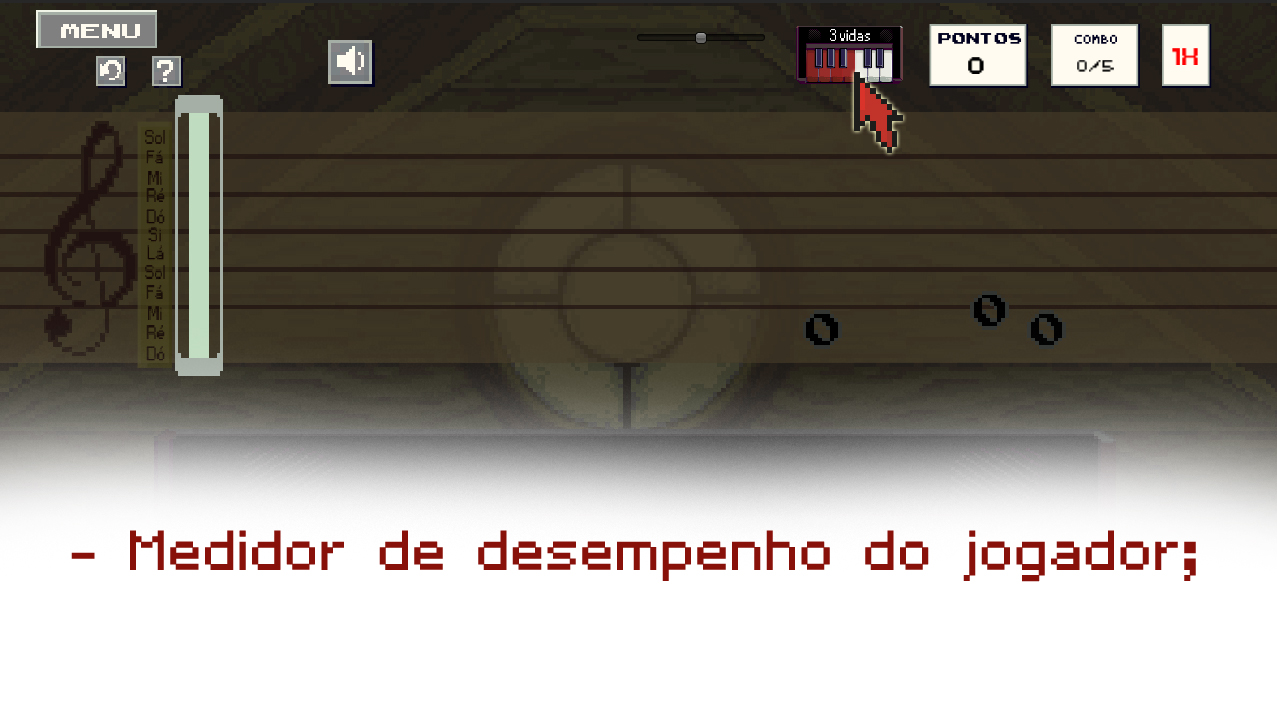 MENU
?
3 vidas
PONTOS
0
COMBO
0/5
1X
Sol
Fá
Mi
Ré
Dó
Si
Lá
Sol
Fá
Mi
Ré
Dó
- Medidor de desempenho do jogador;